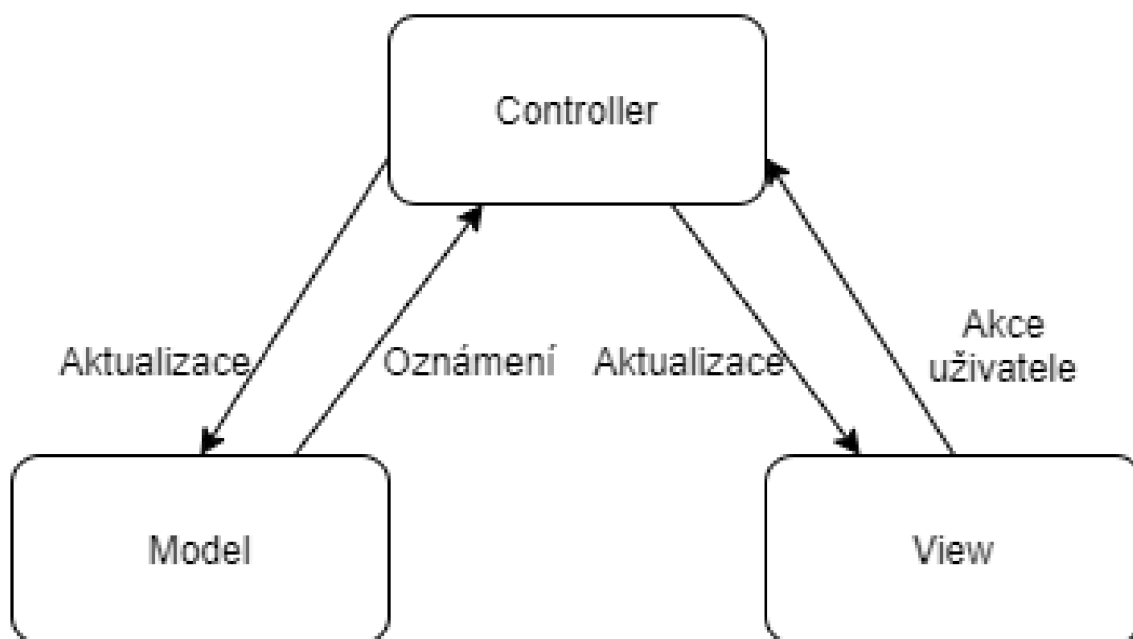 Controller
Aktualizace
Oznámení
Aktualizace
Akce
uživatele
Model
View